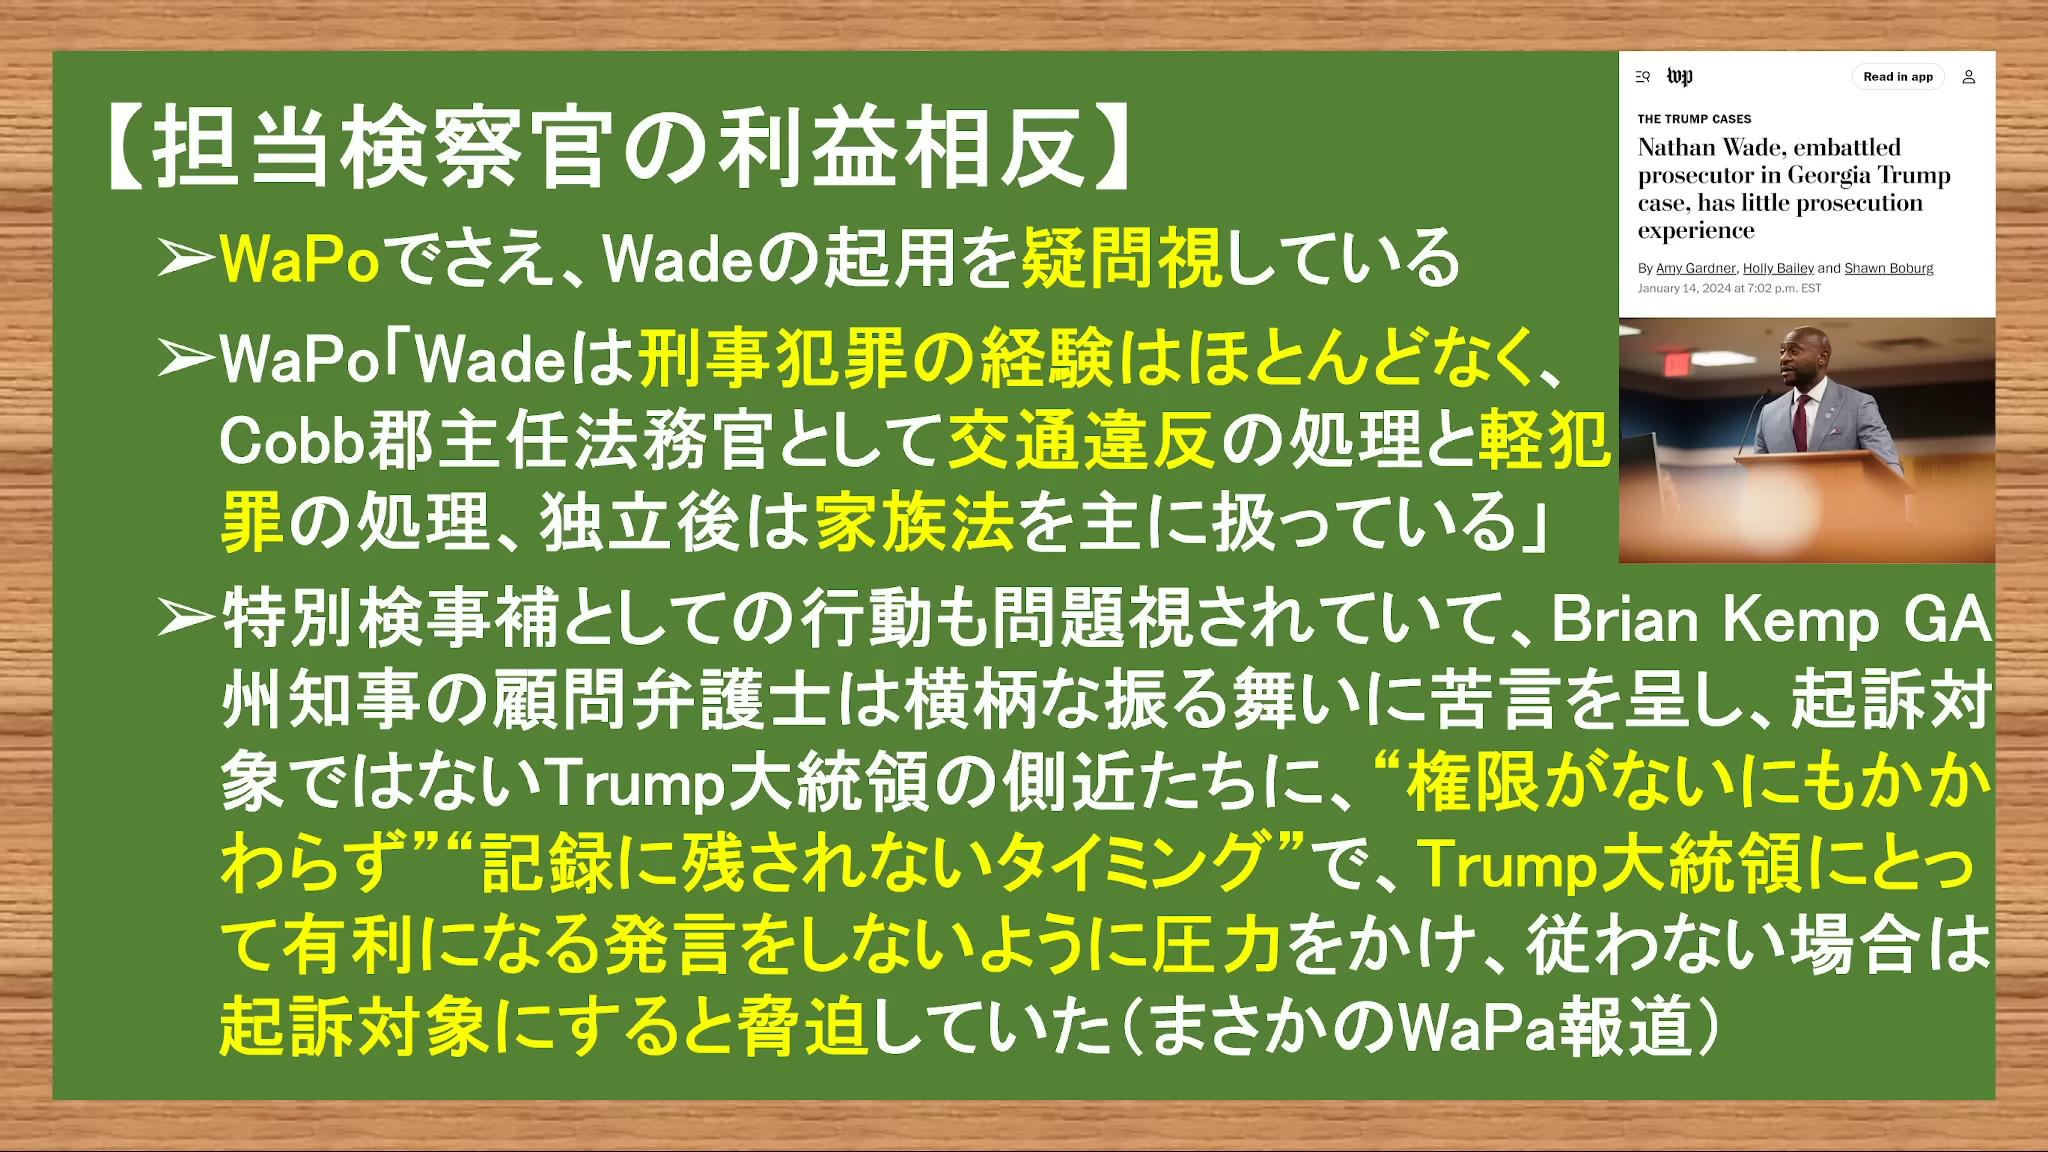 【担当検察官の利益相反】
➢WaPoでさえ、Wadeの起用を疑問視している
➢WaPo「Wadeは刑事犯罪の経験はほとんどなく、
Cobb郡主任法務官として交通違反の処理と軽犯
罪の処理、独立後は家族法を主に扱っている」
➢特別検事補としての行動も問題視されていて、Brian Kemp GA
州知事の顧問弁護士は横柄な振る舞いに苦言を呈し、起訴対
象ではないTrump大統領の側近たちに、“権限がないにもかか
わらず”“記録に残されないタイミング”で、Trump大統領にとっ
て有利になる発言をしないように圧力をかけ、従わない場合は
起訴対象にすると脅迫していた（まさかのWaPa報道）
wp
Read in app
THE TRUMP CASES
Nathan Wade, embattled
prosecutor in Georgia Trump
case, has little prosecution
experience
By Amy Gardner, Holly Bailey and Shawn Boburg
January 14, 2024 at 7:02 p.m. EST